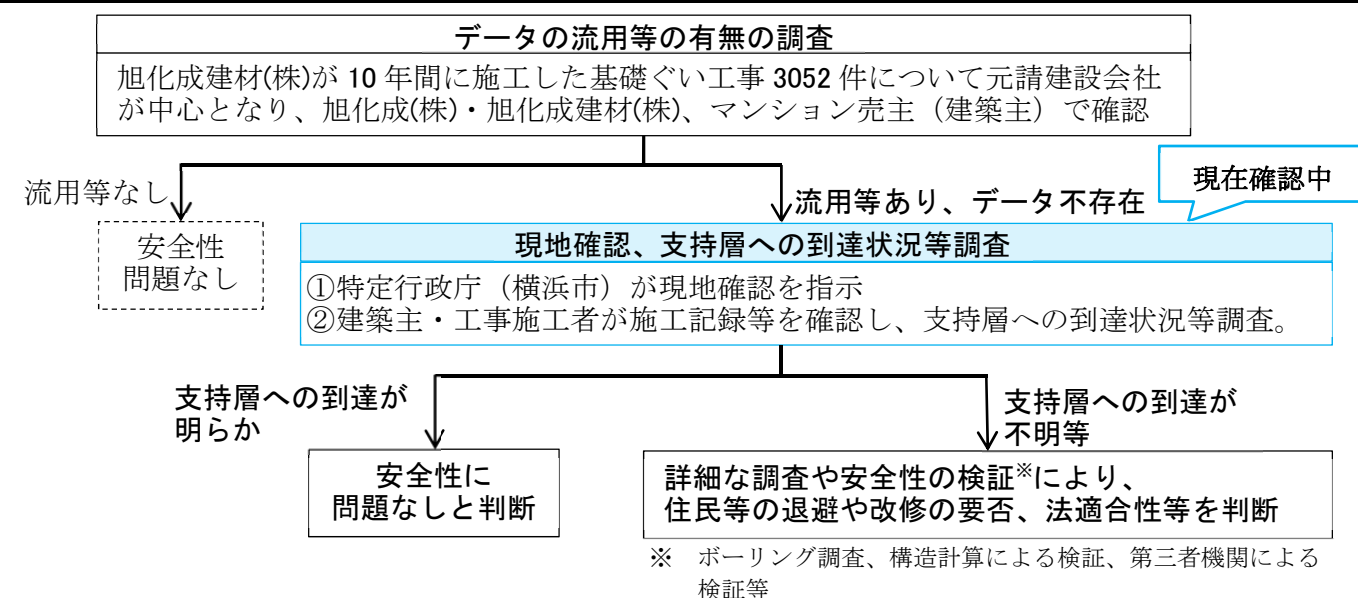 データの流用等の有無の調査
旭化成建材(株)が 10 年間に施工した基礎ぐい工事 3052 件について元請建設会社
が中心となり、旭化成(株)・旭化成建材(株)、マンション売主（建築主）で確認
現在確認中
流用等なし
流用等あり、データ不存在
安全性
問題なし
現地確認、支持層への到達状況等調査
①特定行政庁（横浜市）が現地確認を指示
②建築主・工事施工者が施工記録等を確認し、支持層への到達状況等調査。
支持層への到達が
明らか
支持層への到達が
不明等
安全性に
問題なしと判断
詳細な調査や安全性の検証※により、
住民等の退避や改修の要否、法適合性等を判断
※　ボーリング調査、構造計算による検証、第三者機関による
検証等